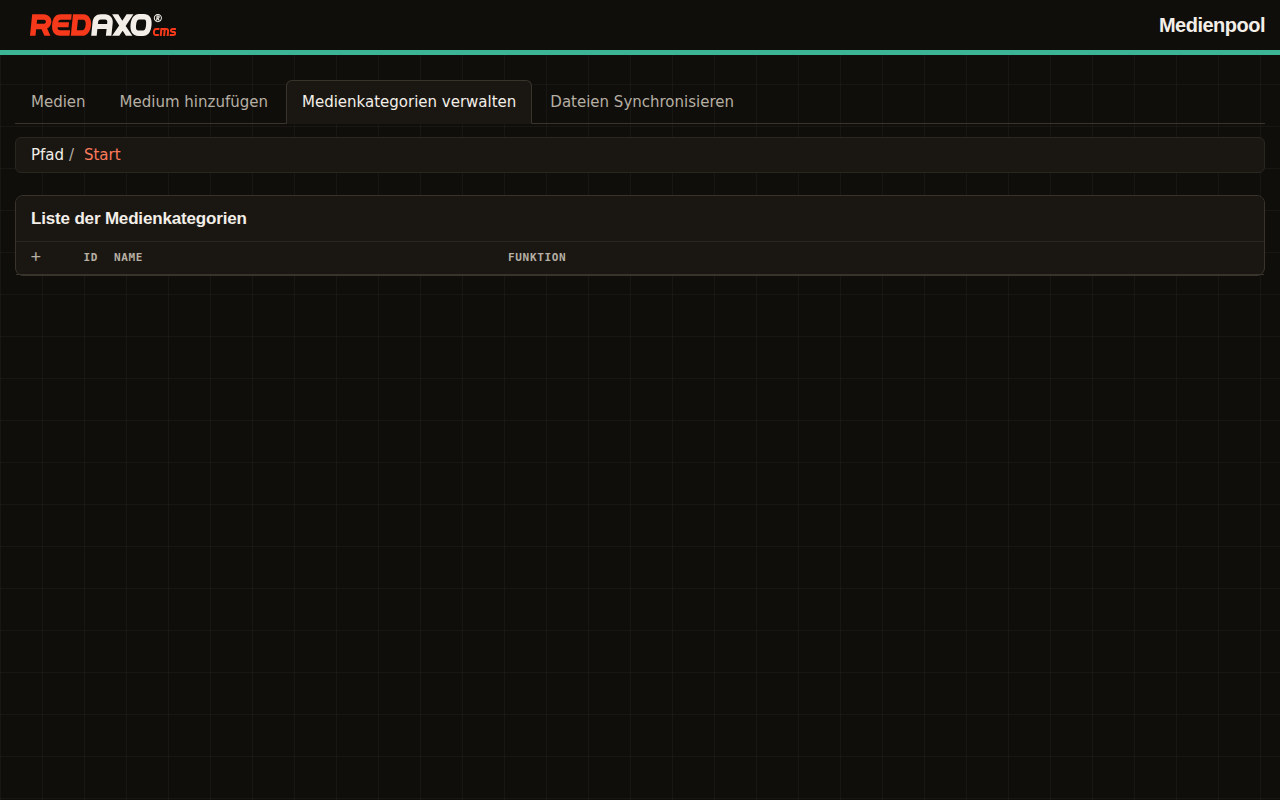 REDAXO® cms
Medienpool
Medien Medium hinzufügen Medienkategorien verwalten Dateien Synchronisieren
Pfad / Start
Liste der Medienkategorien
+ ID NAME FUNKTION